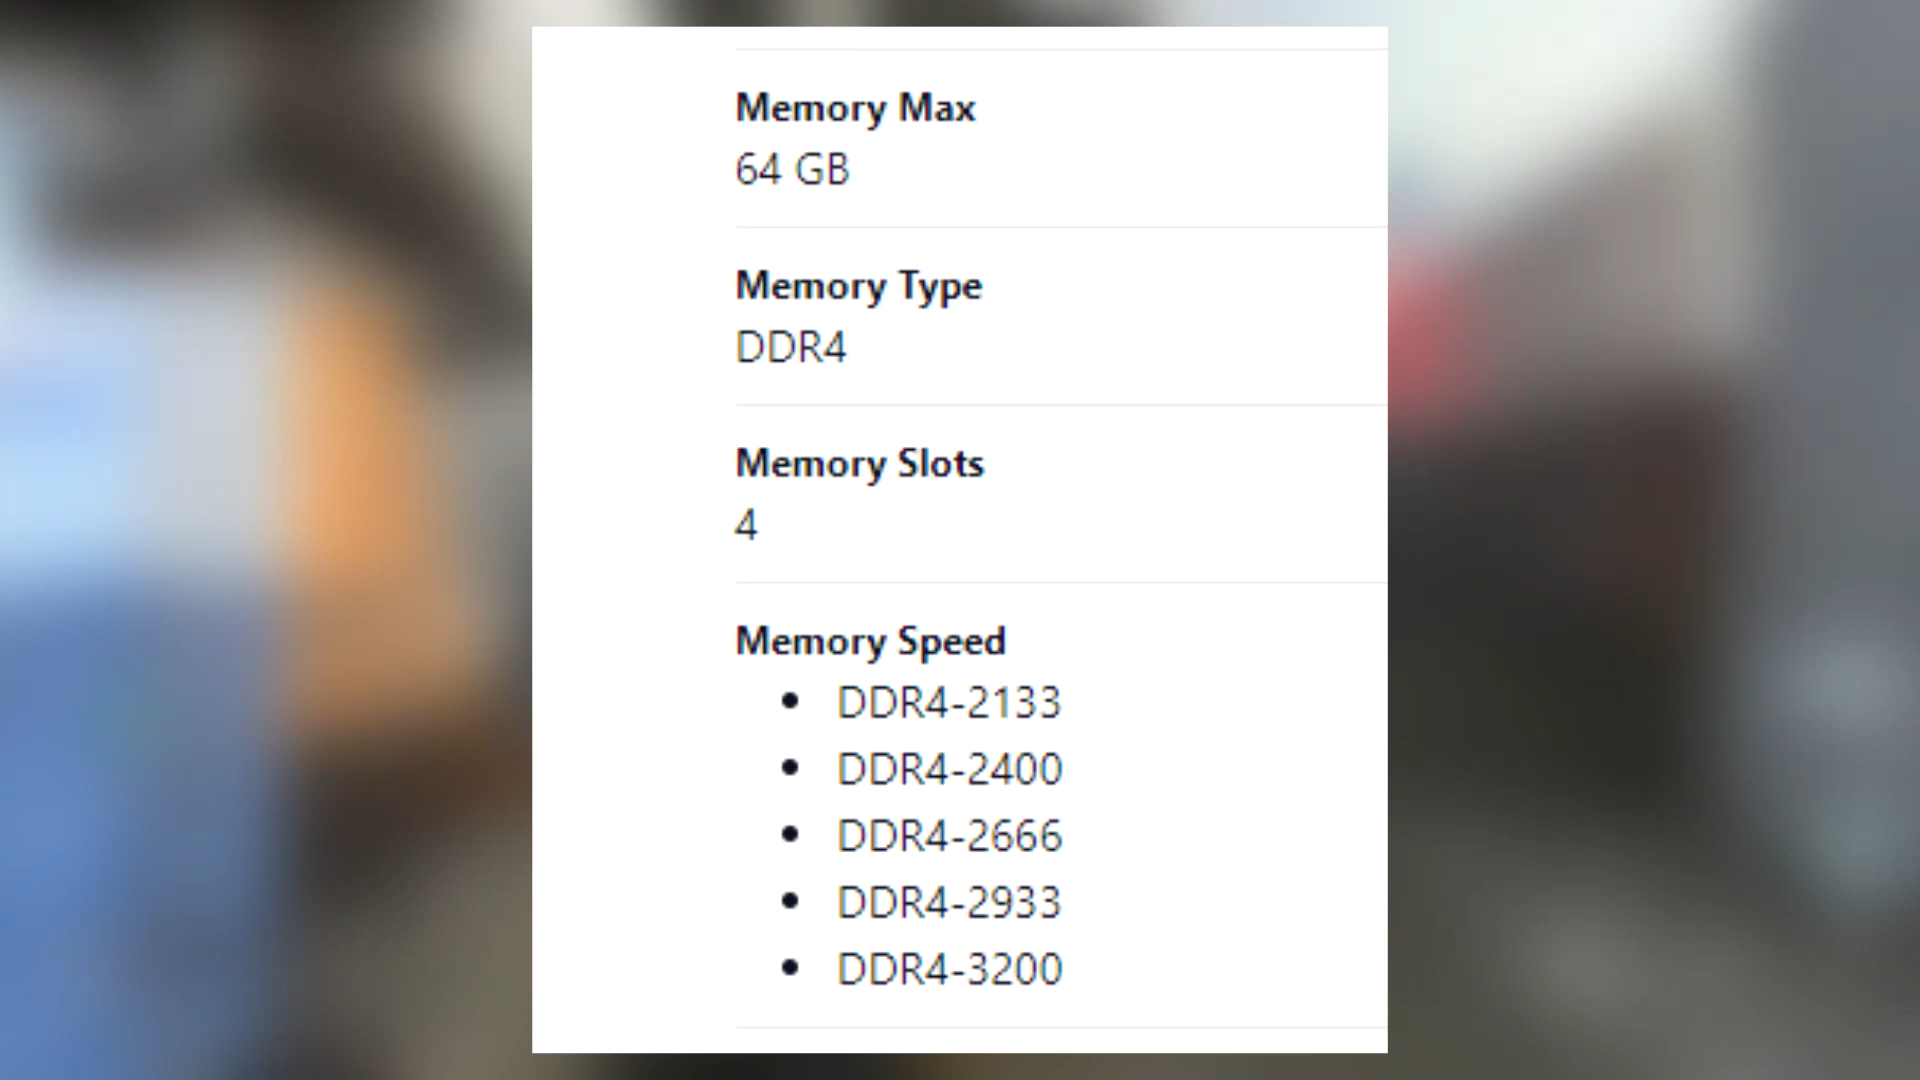 Memory Max
64 GB
Memory Type
DDR4
Memory Slots
4
Memory Speed
• DDR4-2133
• DDR4-2400
• DDR4-2666
• DDR4-2933
• DDR4-3200